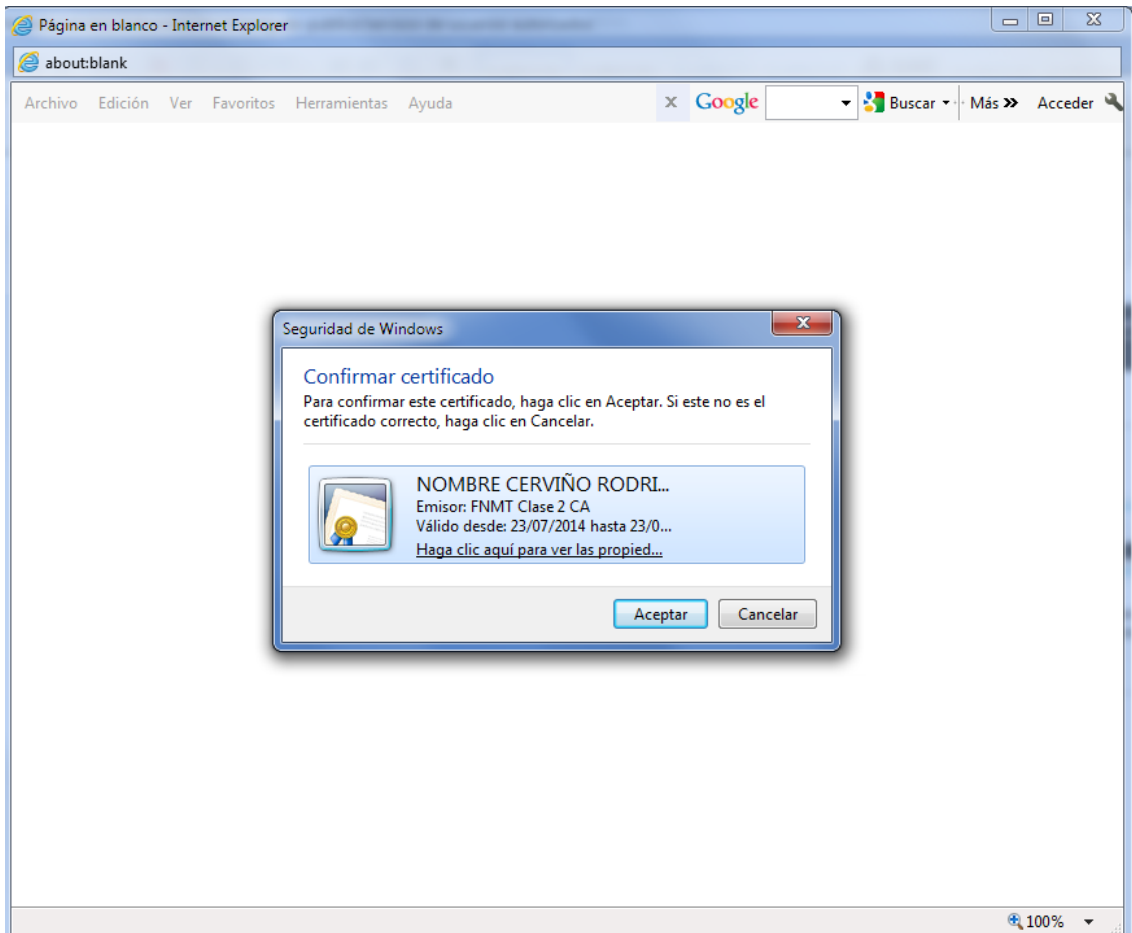 Página en blanco - Internet Explorer
about:blank
Archivo Edición Ver Favoritos Herramientas Ayuda x Google Buscar Más >> Acceder
Seguridad de Windows
Confirmar certificado
Para confirmar este certificado, haga clic en Aceptar. Si este no es el
certificado correcto, haga clic en Cancelar.
NOMBRE CERVIÑO RODRI...
Emisor: FNMT Clase 2 CA
Válido desde: 23/07/2014 hasta 23/0...
Haga clic aquí para ver las propied...
Aceptar Cancelar
100%